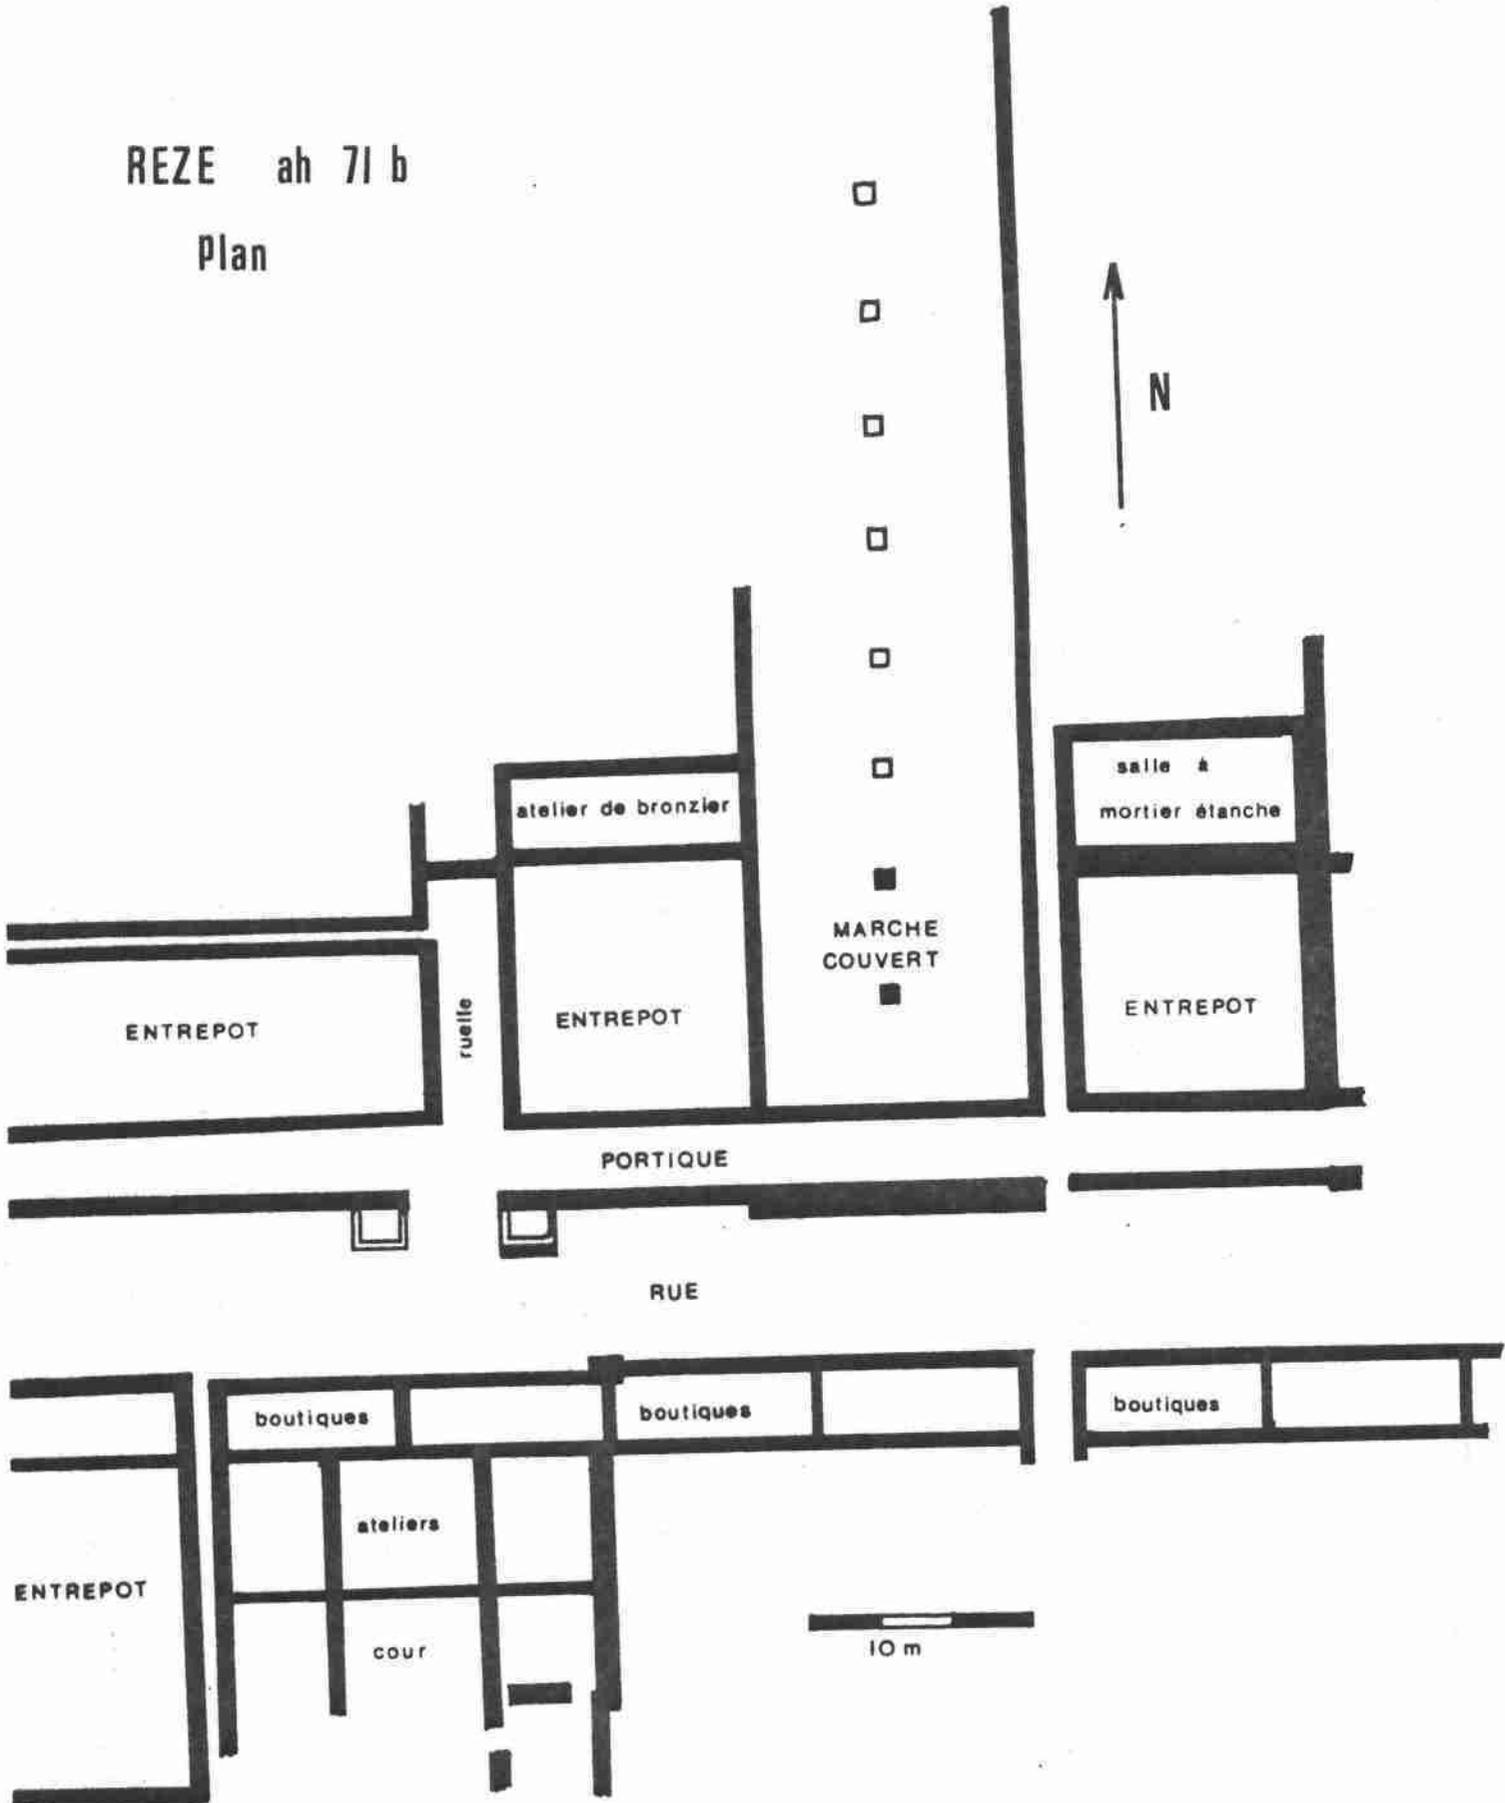 REZE ah 71 b
Plan
N
salle à
mortier étanche
atelier de bronzier
MARCHE
COUVERT
ENTREPOT
ruelle
ENTREPOT
ENTREPOT
PORTIQUE
RUE
boutiques
boutiques
boutiques
ateliers
ENTREPOT
cour
10 m